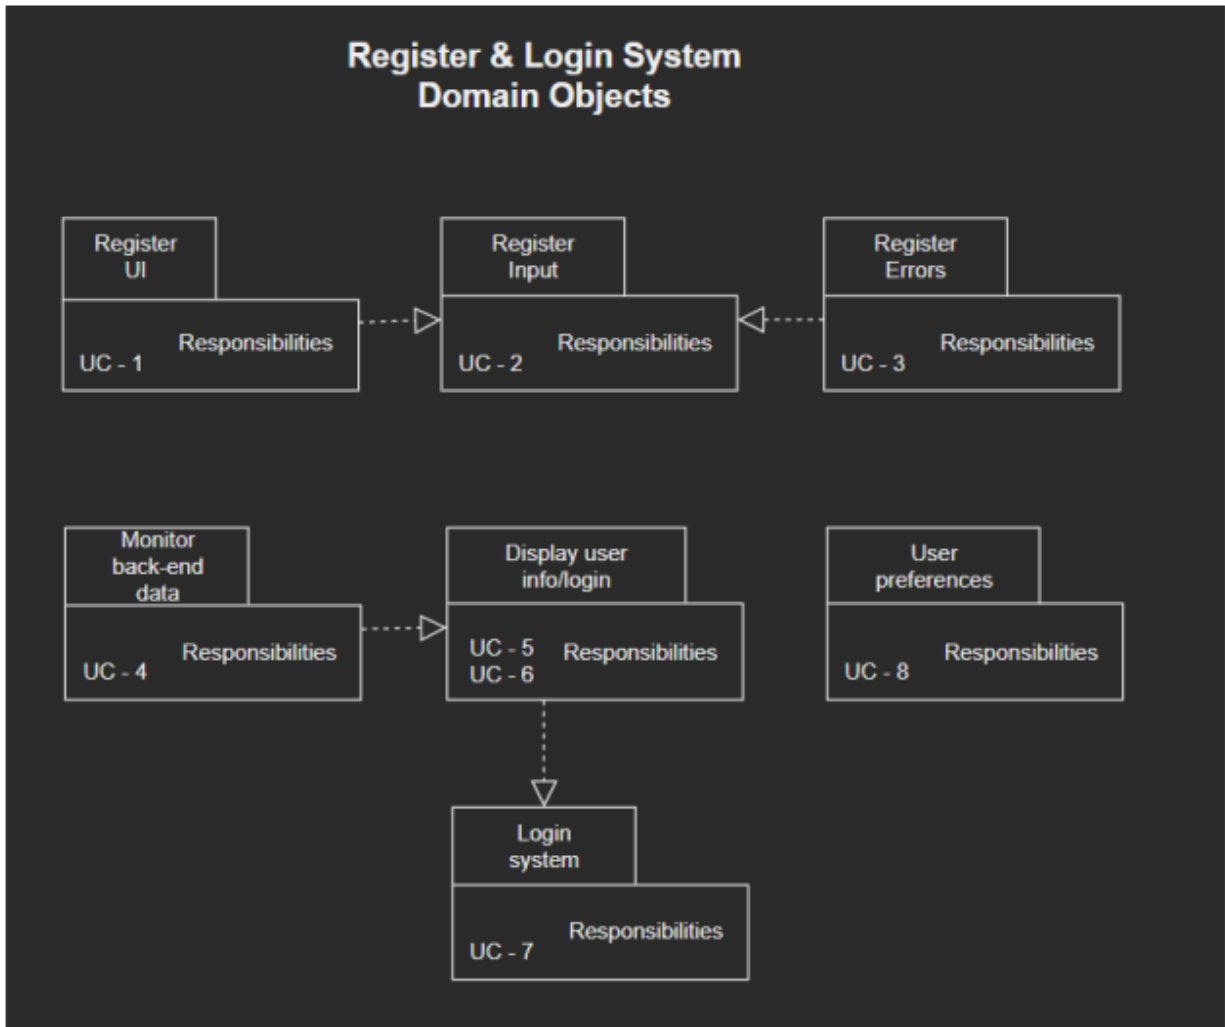 Register & Login System
Domain Objects
Register
UI
Responsibilities
UC - 1
Register
Input
Responsibilities
UC - 2
Register
Errors
Responsibilities
UC - 3
Monitor
back-end
data
Responsibilities
UC - 4
Display user
info/login
UC - 5
Responsibilities
UC - 6
User
preferences
Responsibilities
UC - 8
Login
system
Responsibilities
UC - 7